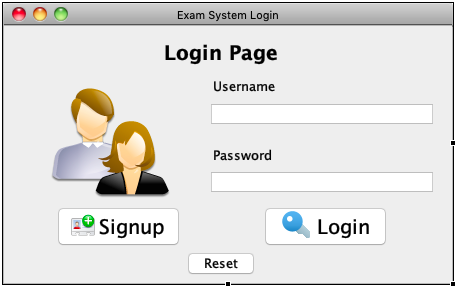 Exam System Login
Login Page
Username
Password
Signup
Login
Reset